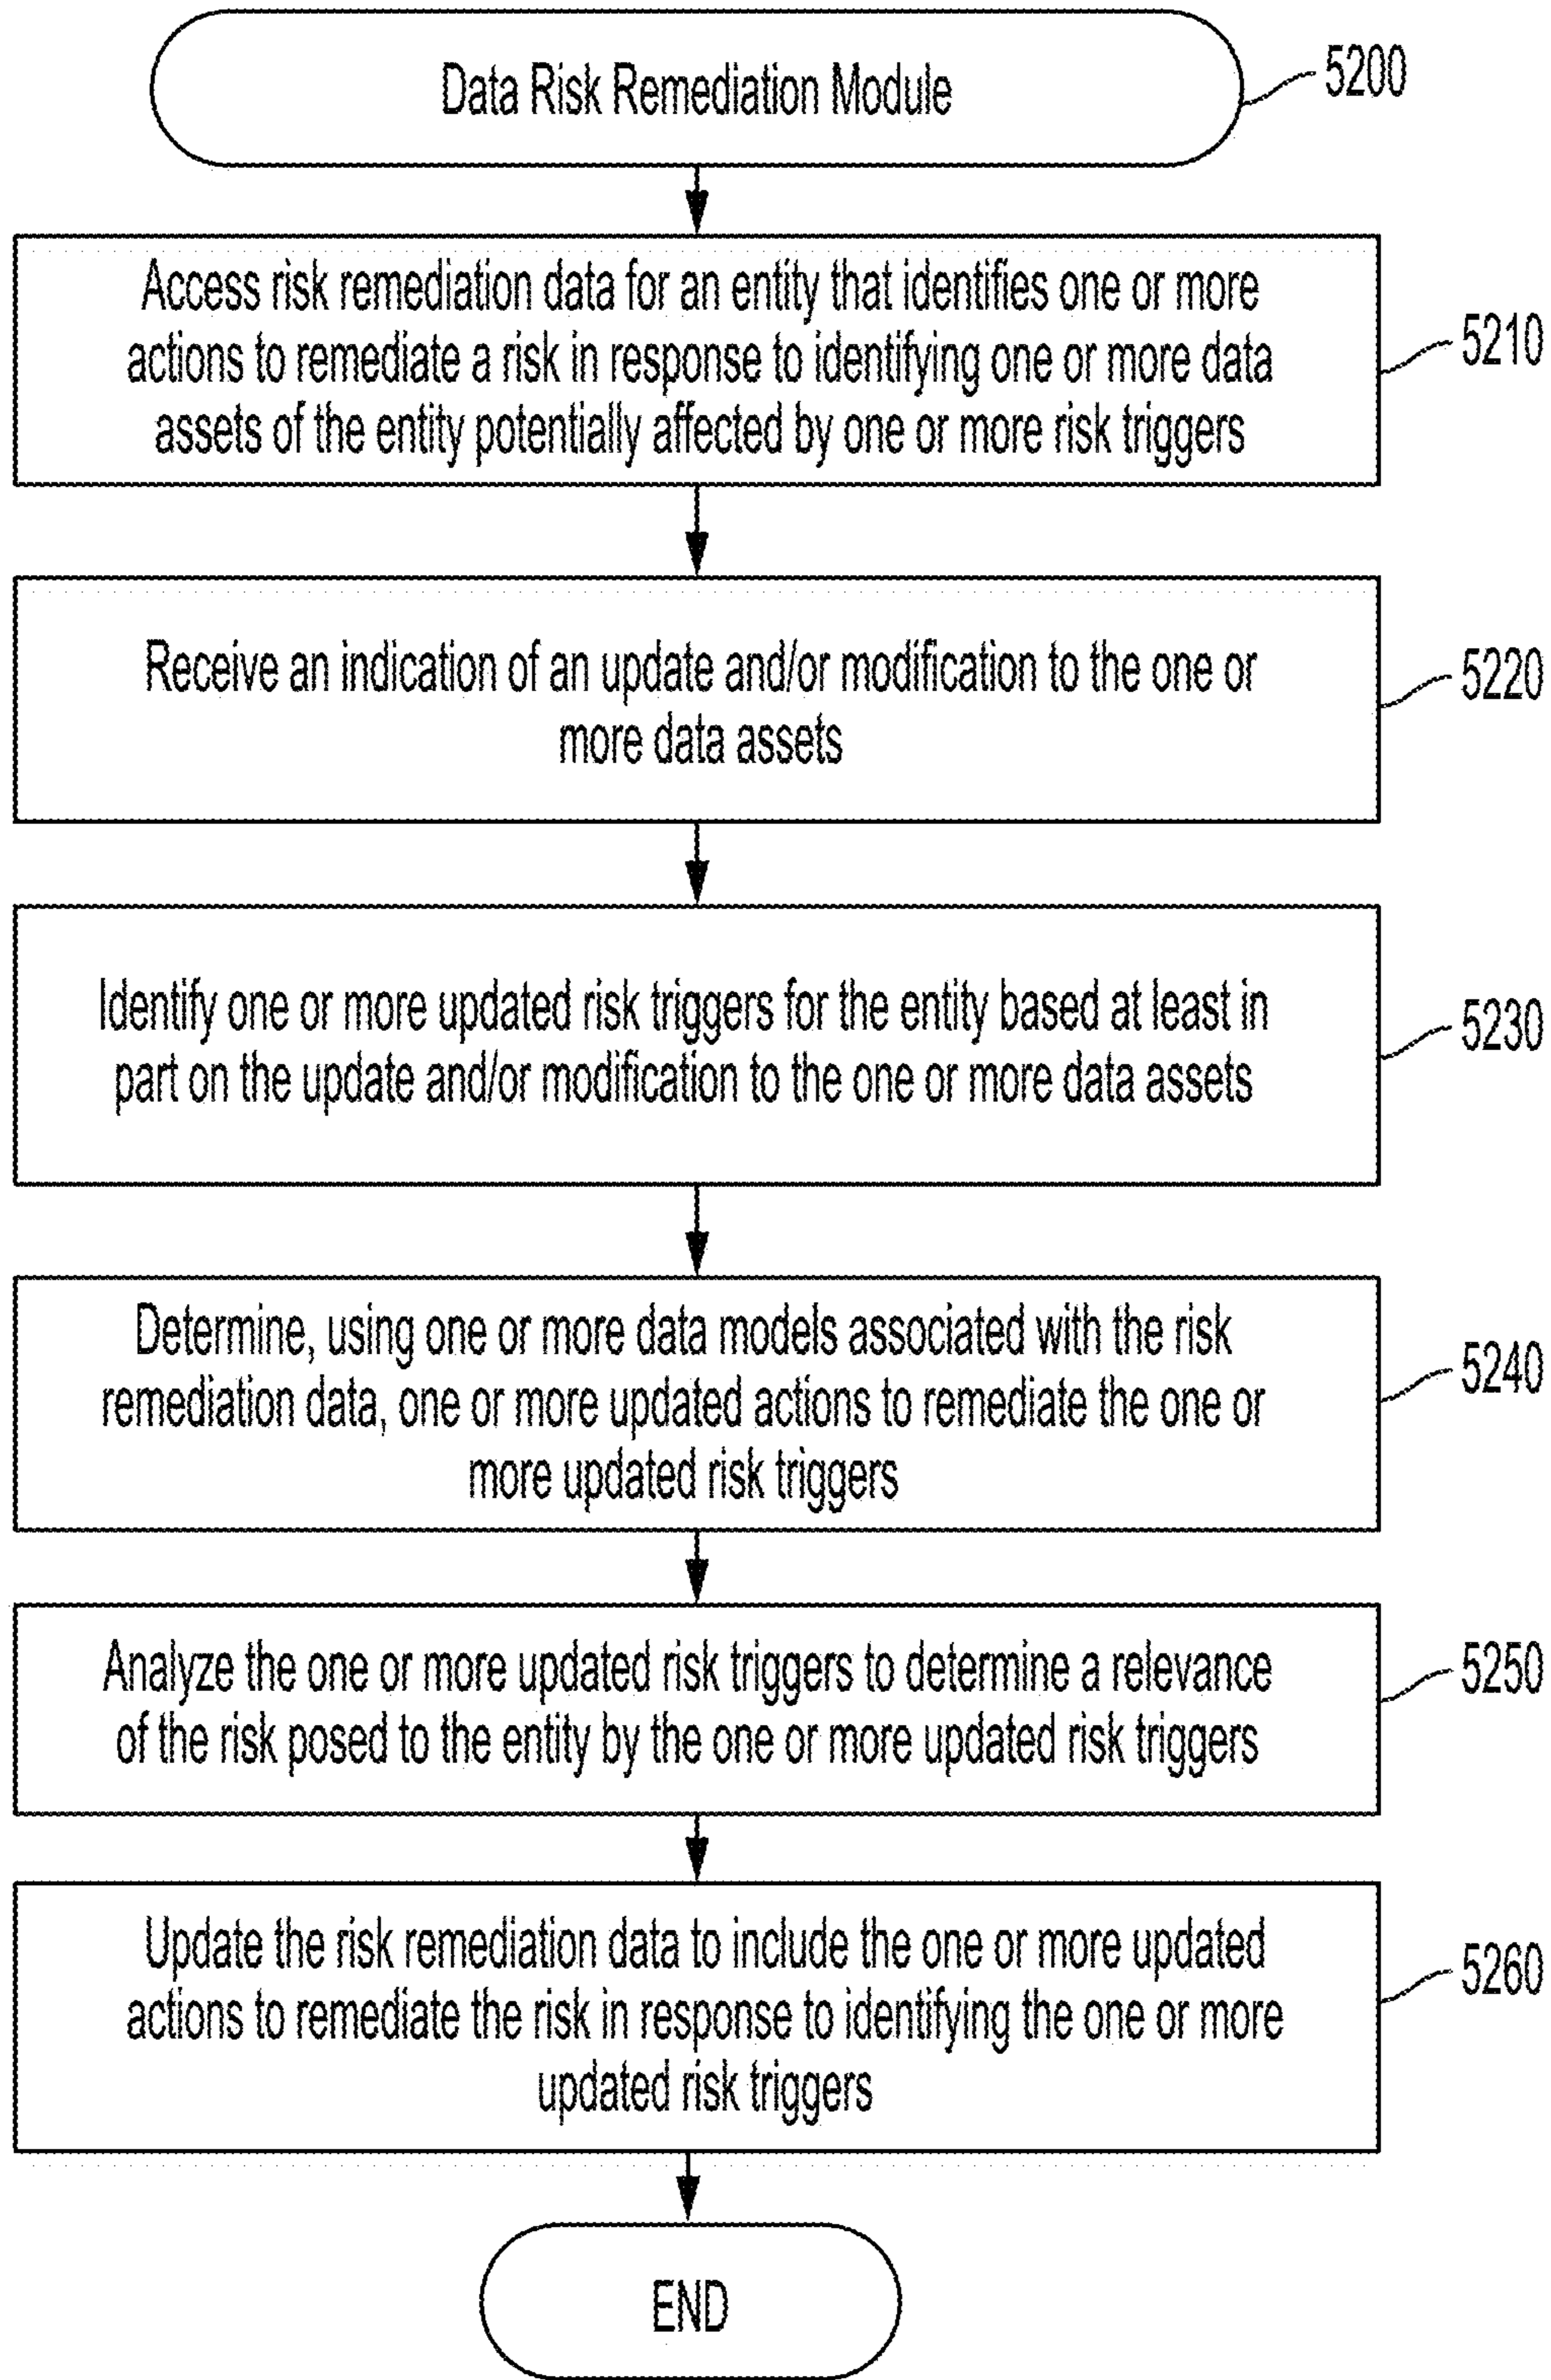 Data Risk Remediation Module
5200
Access risk remediation data for an entity that identifies one or more
actions to remediate a risk in response to identifying one or more data
assets of the entity potentially affected by one or more risk triggers
5210
Receive an indication of an update and/or modification to the one or
more data assets
5220
Identify one or more updated risk triggers for the entity based at least in
part on the update and/or modification to the one or more data assets
5230
Determine, using one or more data models associated with the risk
remediation data, one or more updated actions to remediate the one or
more updated risk triggers
5240
Analyze the one or more updated risk triggers to determine a relevance
of the risk posed to the entity by the one or more updated risk triggers
5250
Update the risk remediation data to include the one or more updated
actions to remediate the risk in response to identifying the one or more
updated risk triggers
5260
END